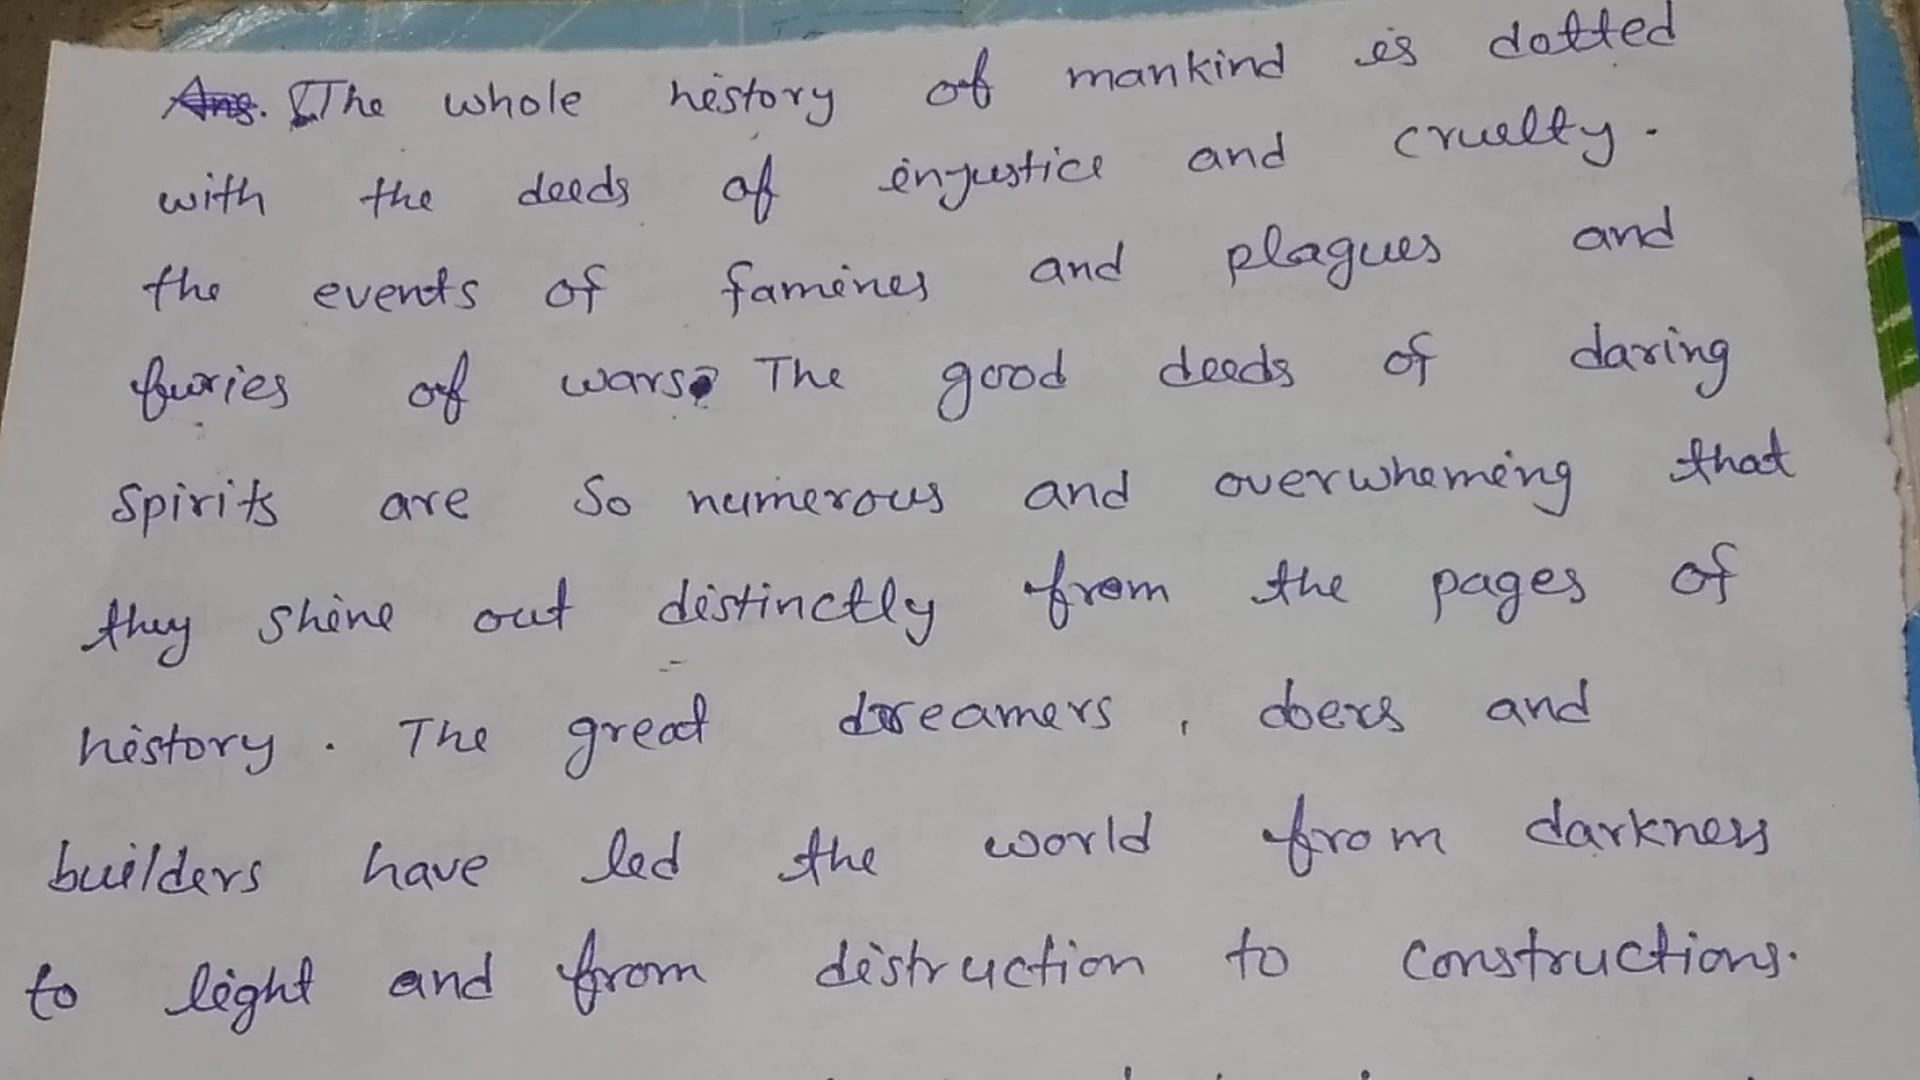 Ans. The whole history of mankind is dotted
with the deeds of injustice and cruelty.
the events of famines and plagues and
furies of wars. The good deeds of daring
spirits are so numerous and overwheming that
they shine out distinctly from the pages of
history. The great dreamers, doers and
builders have led the world from darkness
to light and from distruction to constructions.